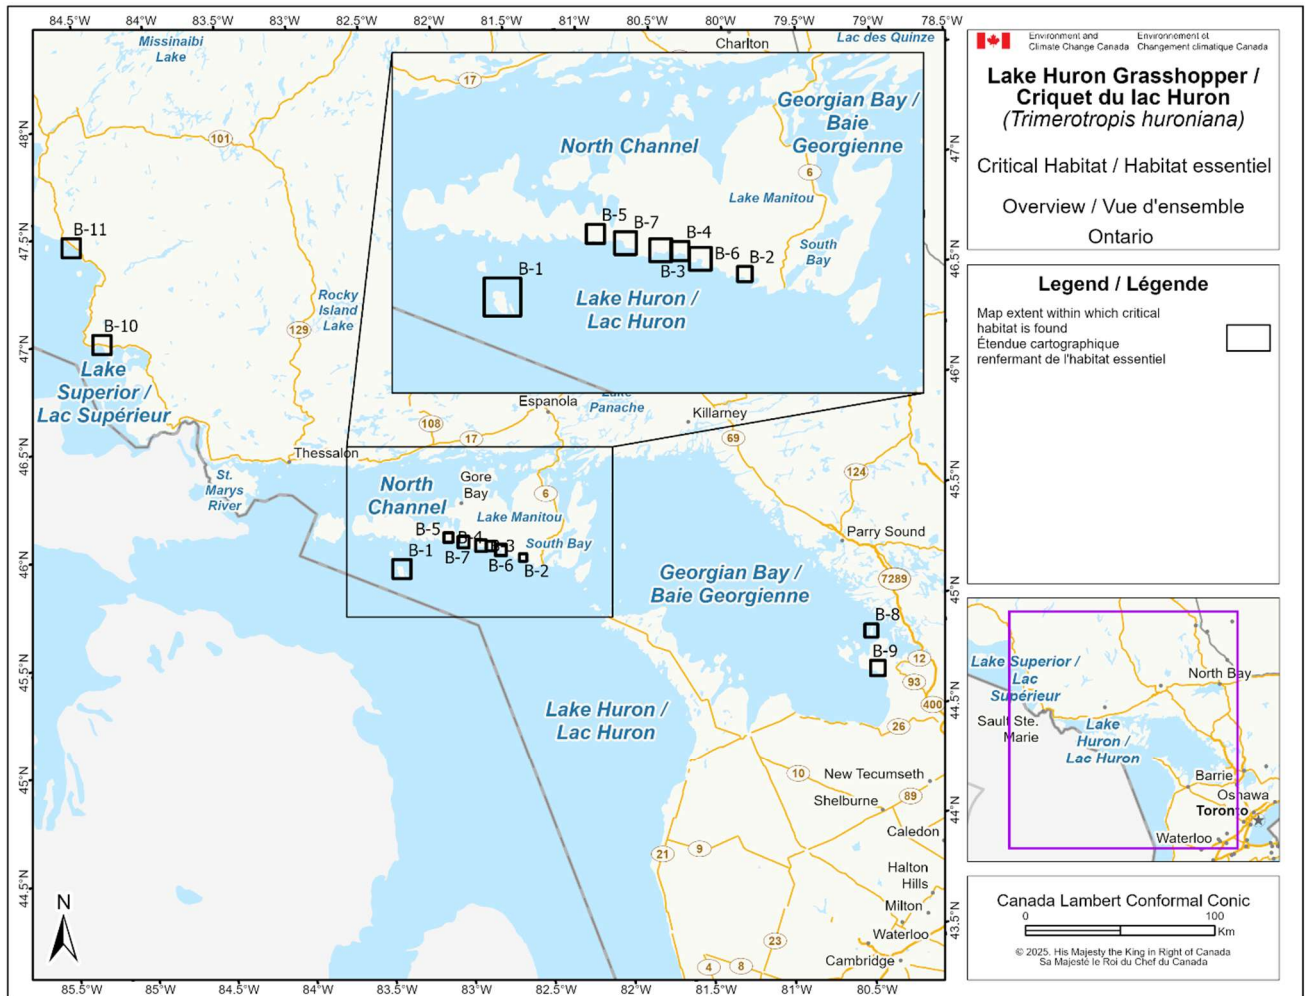 84.5°W 84°W 83.5°W 83°W 82.5°W 82°W 81.5°W 81°W 80.5°W 80°W 79.5°W 79°W 78.5°W
48°N
47.5°N
47°N
46.5°N
46°N
45.5°N
45°N
44.5°N
Missinaibi
Lake
101
B-11
B-10
Lake
Superior /
Lac Supérieur
Rocky
Island
Lake
129
Charlton
Lac des Quinze
17
Georgian Bay /
Baie
Georgienne
North Channel
6
Lake Manitou
South
Bay
B-5
B-7
B-4
B-3
B-6
B-2
B-1
Lake Huron /
Lac Huron
Lake
Panache
Espanola
Killarney
108
17
69
Thessalon
St.
Marys
River
124
North
Channel
Gore
Bay
6
Lake Manitou
South Bay
B-5
B-4
B-3
B-7
B-6
B-2
B-1
Parry Sound
7289
Georgian Bay /
Baie Georgienne
B-8
B-9
12
93
400
26
Lake Huron /
Lac Huron
10
New Tecumseth
89
Shelburne
Caledon
21
9
Halton
Hills
Milton
Waterloo
23
Cambridge
4
8
N
47°N
46.5°N
46°N
45.5°N
45°N
44.5°N
44°N
43.5°N
85.5°W 85°W 84.5°W 84°W 83.5°W 83°W 82.5°W 82°W 81.5°W 81°W 80.5°W
Environment and
Climate Change Canada
Environnement et
Changement climatique Canada
Lake Huron Grasshopper /
Criquet du lac Huron
(Trimerotropis huroniana)
Critical Habitat / Habitat essentiel
Overview / Vue d'ensemble
Ontario
Legend / Légende
Map extent within which critical
habitat is found
Étendue cartographique
renfermant de l'habitat essentiel
Lake Superior /
Lac
Supérieur
North Bay
Sault Ste.
Marie
Lake
Huron /
Lac Huron
Barrie
Oshawa
Toronto
Waterloo
Canada Lambert Conformal Conic
0 100
Km
© 2025. His Majesty the King in Right of Canada
Sa Majesté le Roi du Chef du Canada